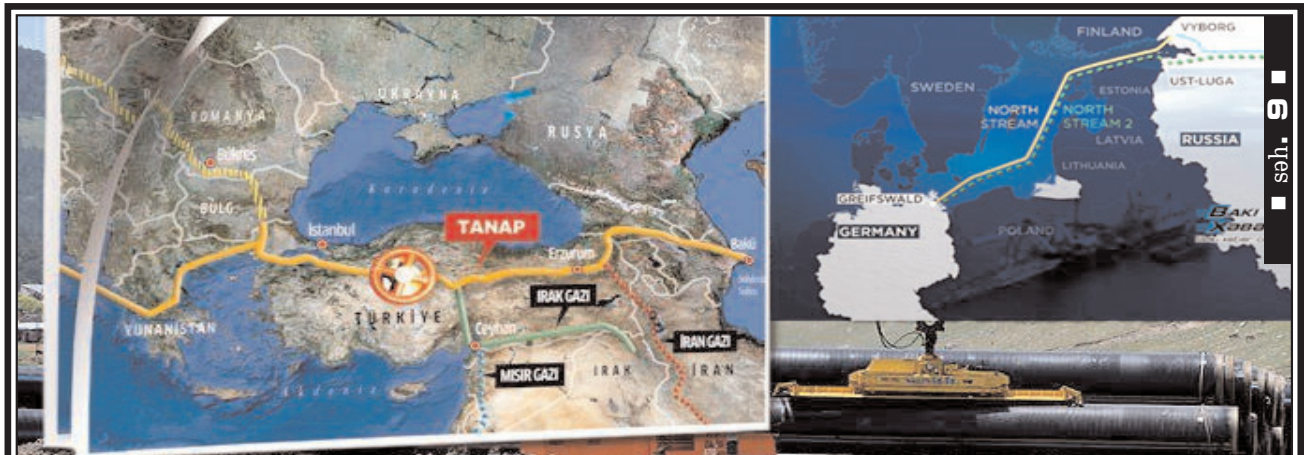 UKRAYNA
ROMANYA
RUSYA
Bükreş
BULG
Karadeniz
İstanbul
TANAP
Erzurum
Bakü
IRAK GAZI
TÜRKİYE
YUNANİSTAN
Ceyhan
İRAN GAZI
MISIR GAZI
IRAK
İRAN
Akdeniz
FINLAND
VYBORG
SWEDEN
ESTONIA
UST-LUGA
NORTH
STREAM
NORTH
STREAM 2
LATVIA
RUSSIA
LITHUANIA
GREIFSWALD
GERMANY
POLAND
BAKI
■ səh. 9 ■